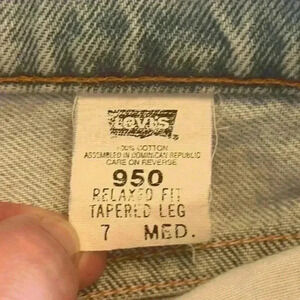 LEVI'S
100% COTTON
ASSEMBLED IN DOMINICAN REPUBLIC
CARE ON REVERSE
950
RELAXED FIT
TAPERED LEG
7 MED.